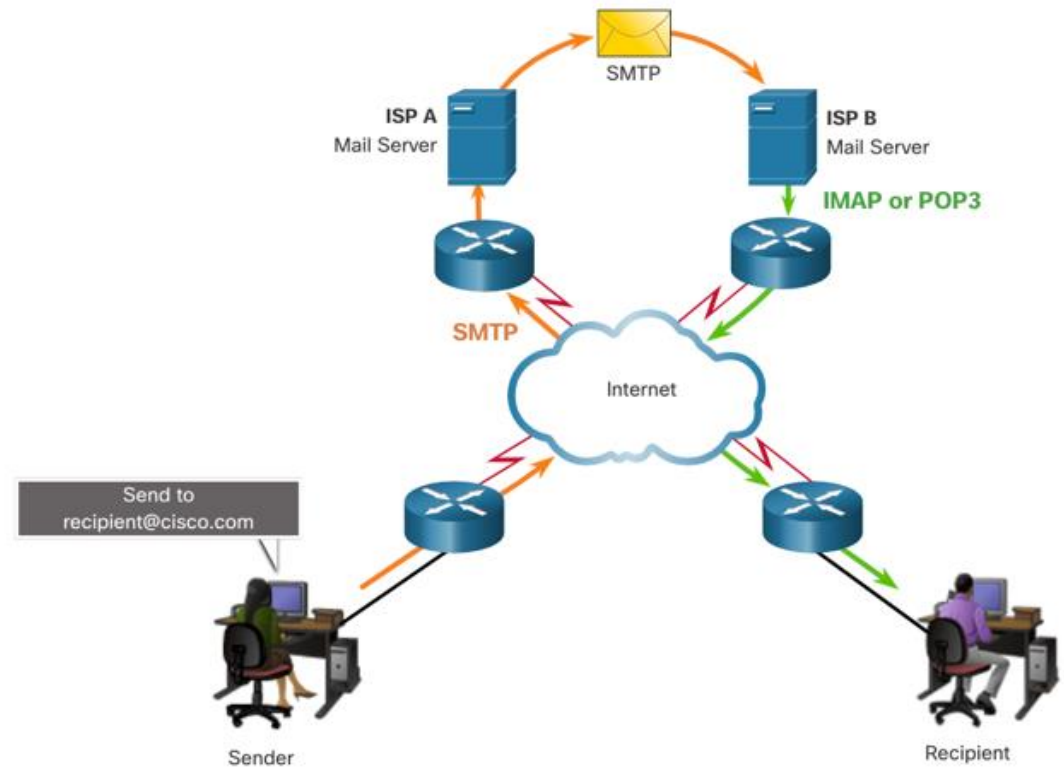 SMTP
ISP A
Mail Server
ISP B
Mail Server
IMAP or POP3
SMTP
Internet
Send to
recipient@cisco.com
Sender
Recipient